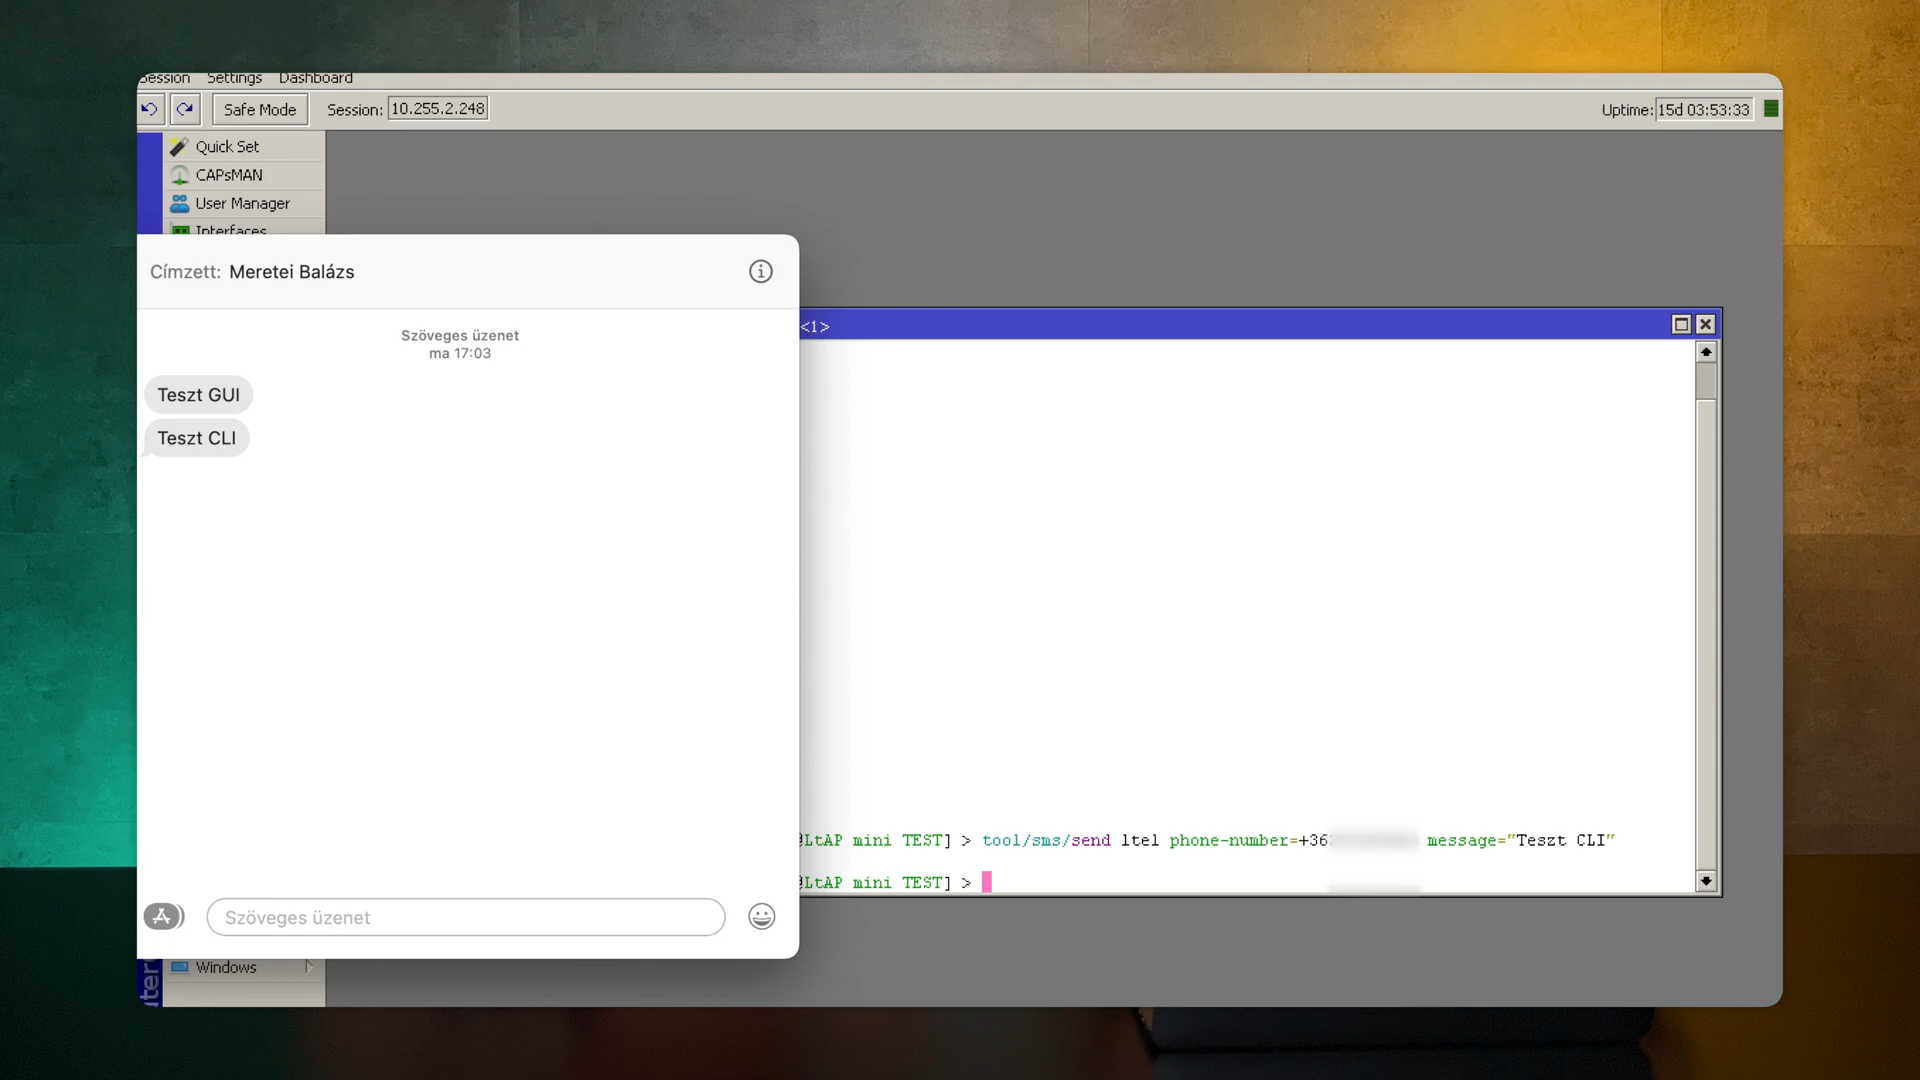 Session Settings Dashboard
Safe Mode Session: 10.255.2.248 Uptime: 15d 03:53:33
Quick Set
CAPsMAN
User Manager
Interfaces
Címzett: Meretei Balázs
<1>
Szöveges üzenet
ma 17:03
Teszt GUI
Teszt CLI
LtAP mini TEST] > tool/sms/send lte1 phone-number=+36 message="Teszt CLI"
LtAP mini TEST] >
Szöveges üzenet
Windows